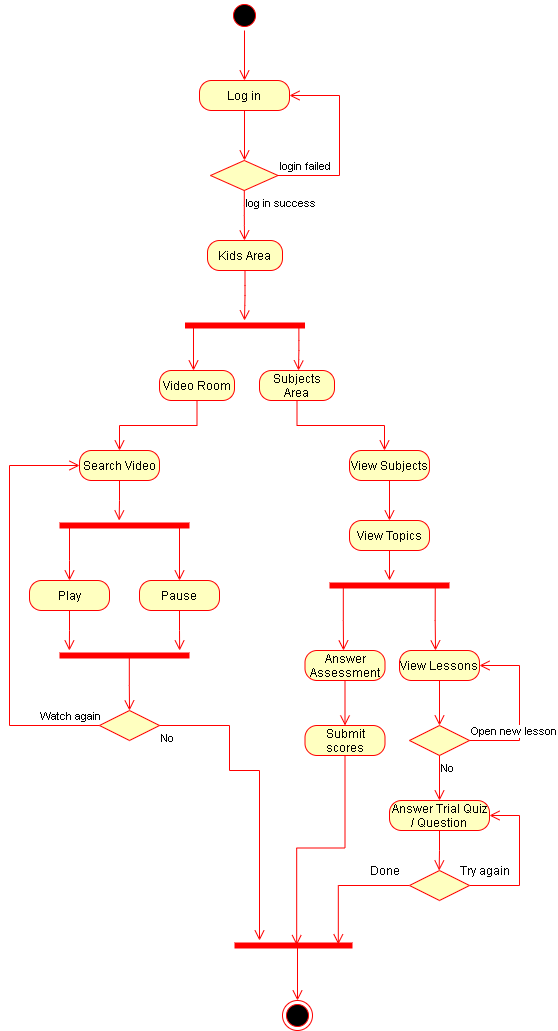 Log in
login failed
log in success
Kids Area
Video Room
Subjects
Area
Search Video
View Subjects
View Topics
Play
Pause
Answer
Assessment
View Lessons
Watch again
No
Submit
scores
Open new lesson
No
Answer Trial Quiz
/ Question
Done
Try again